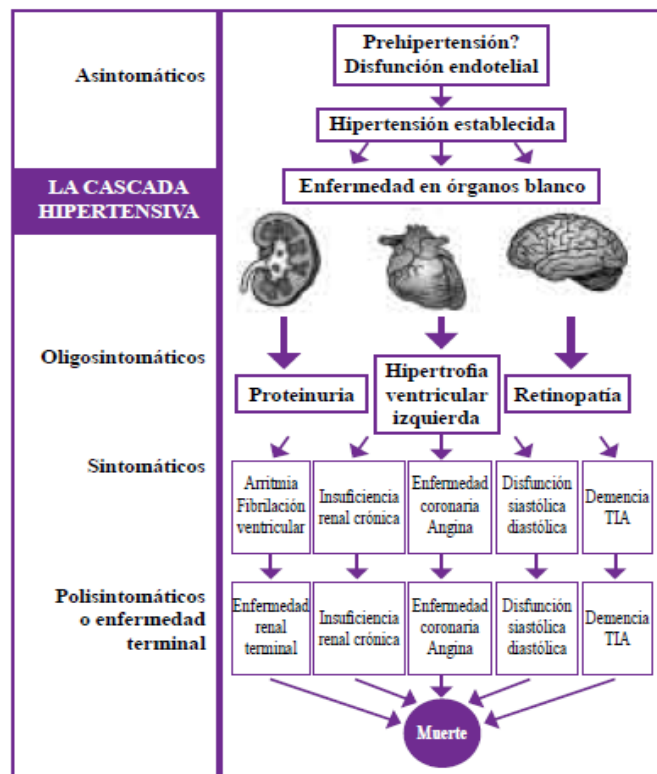 Asintomáticos
Prehipertensión?
Disfunción endotelial
Hipertensión establecida
LA CASCADA
HIPERTENSIVA
Enfermedad en órganos blanco
Oligosintomáticos
Proteinuria
Hipertrofia
ventricular
izquierda
Retinopatía
Sintomáticos
Arritmia
Fibrilación
ventricular
Insuficiencia
renal crónica
Enfermedad
coronaria
Angina
Disfunción
siastólica
diastólica
Demencia
TIA
Polisintomáticos
o enfermedad
terminal
Enfermedad
renal
terminal
Insuficiencia
renal crónica
Enfermedad
coronaria
Angina
Disfunción
siastólica
diastólica
Demencia
TIA
Muerte